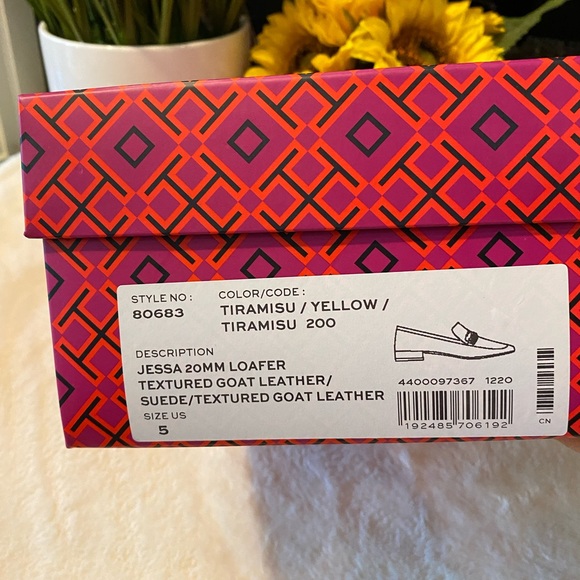 STYLE NO :
80683
COLOR/CODE :
TIRAMISU / YELLOW /
TIRAMISU 200
DESCRIPTION
JESSA 20MM LOAFER
TEXTURED GOAT LEATHER/
SUEDE/TEXTURED GOAT LEATHER
SIZE US
5
4400097367 1220
192485 706192
CN